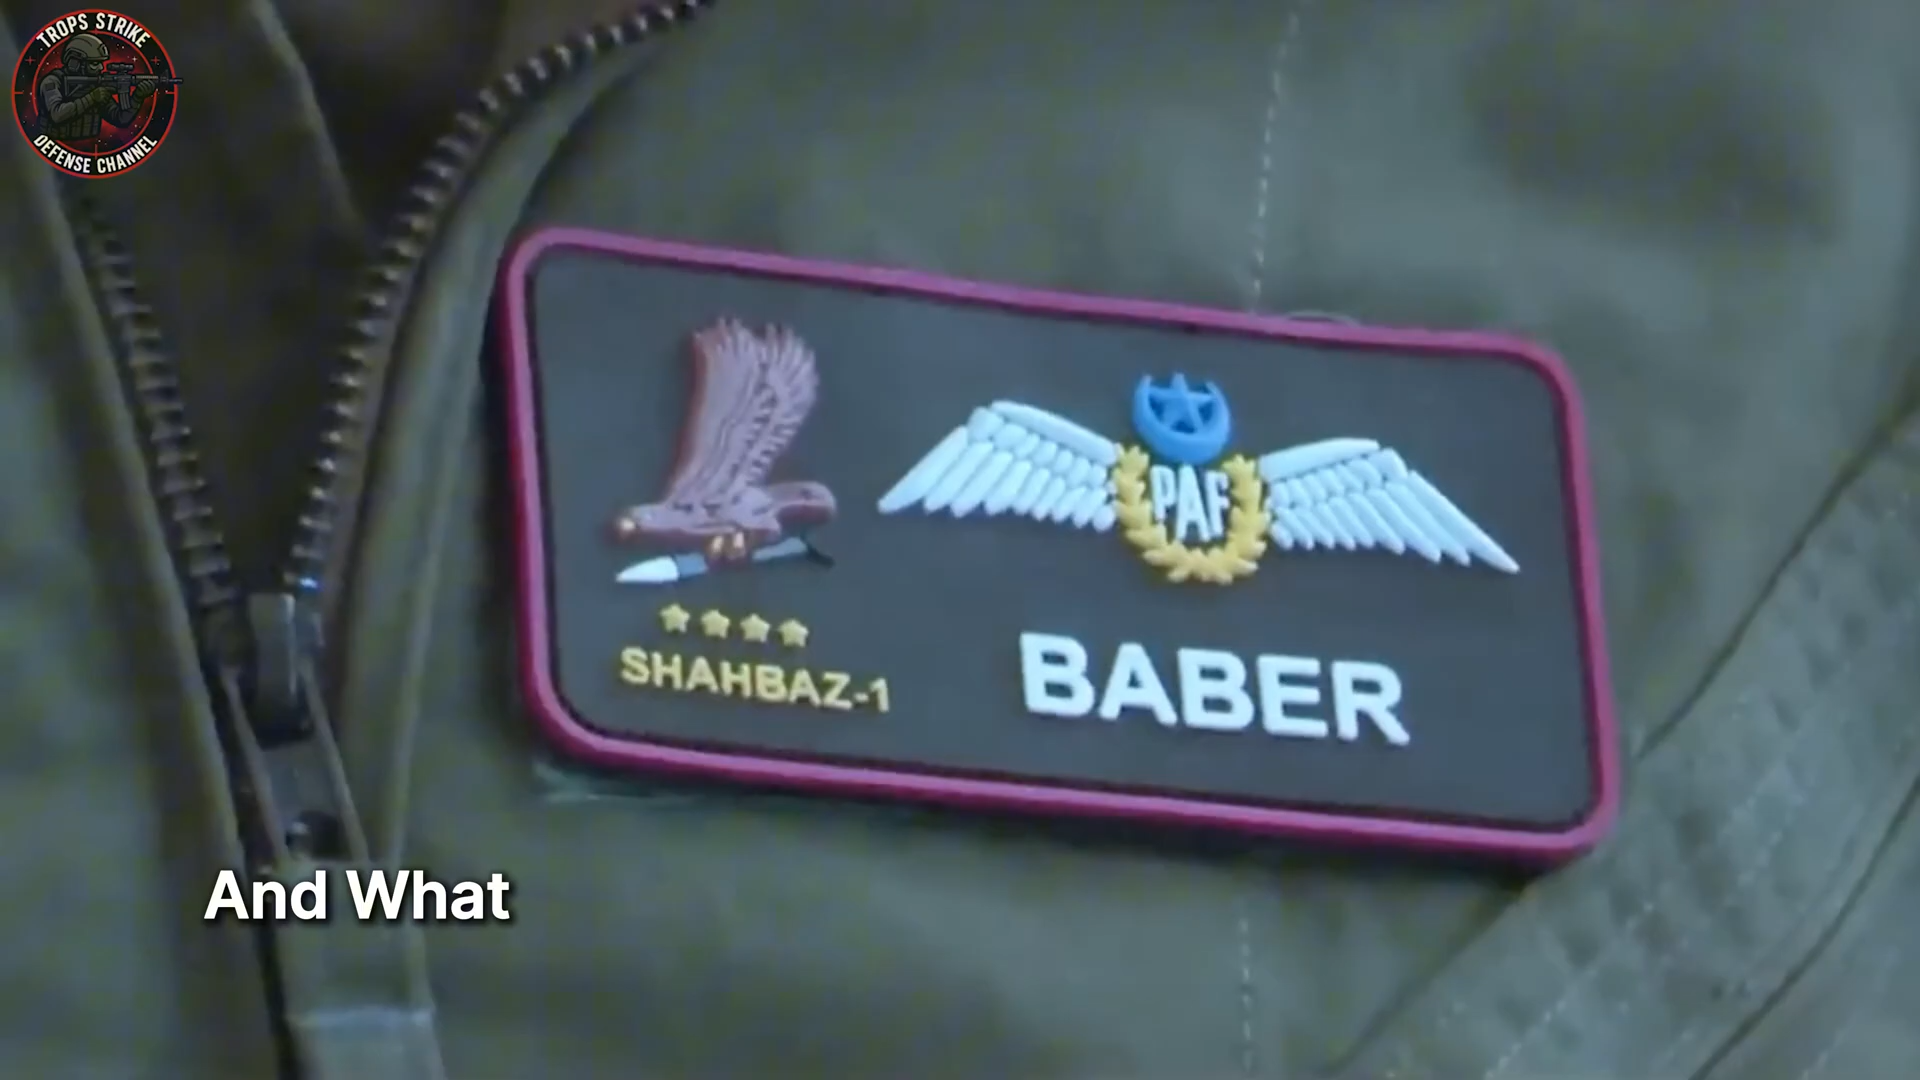 TROPS STRIKE
DEFENSE CHANNEL
PAF
SHAHBAZ-1
BABER
And What